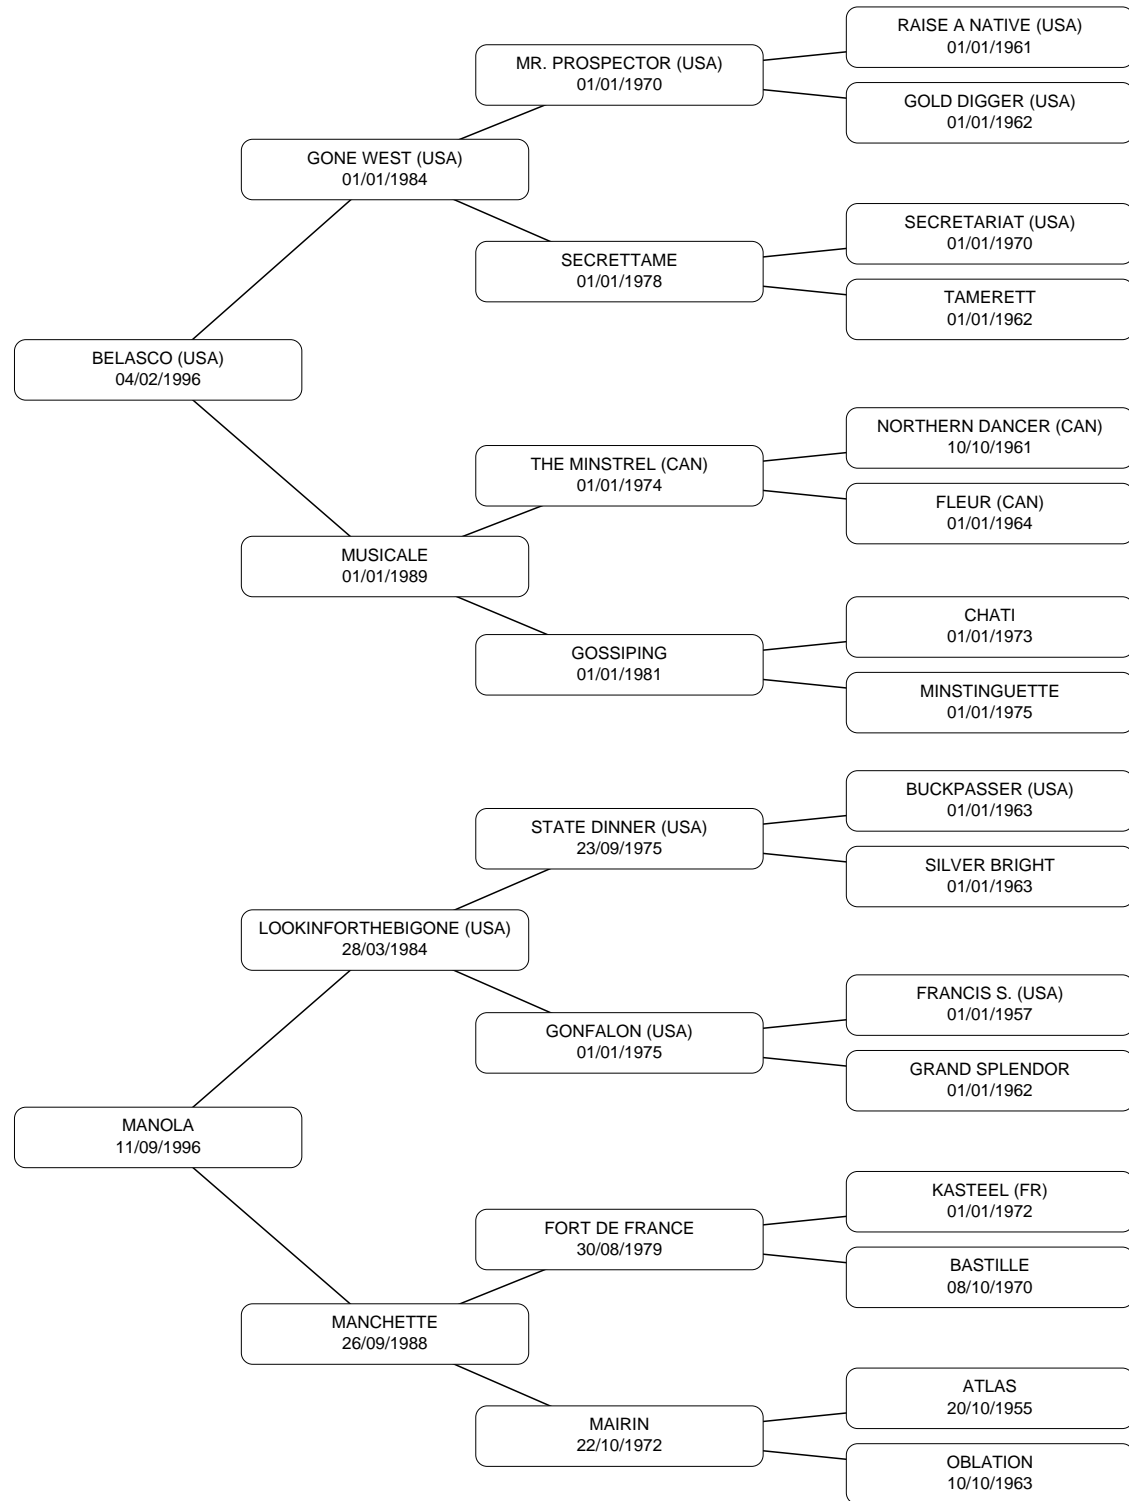 RAISE A NATIVE (USA)
01/01/1961
MR. PROSPECTOR (USA)
01/01/1970
GOLD DIGGER (USA)
01/01/1962
GONE WEST (USA)
01/01/1984
SECRETARIAT (USA)
01/01/1970
SECRETTAME
01/01/1978
TAMERETT
01/01/1962
BELASCO (USA)
04/02/1996
NORTHERN DANCER (CAN)
10/10/1961
THE MINSTREL (CAN)
01/01/1974
FLEUR (CAN)
01/01/1964
MUSICALE
01/01/1989
CHATI
01/01/1973
GOSSIPING
01/01/1981
MINSTINGUETTE
01/01/1975
BUCKPASSER (USA)
01/01/1963
STATE DINNER (USA)
23/09/1975
SILVER BRIGHT
01/01/1963
LOOKINFORTHEBIGONE (USA)
28/03/1984
FRANCIS S. (USA)
01/01/1957
GONFALON (USA)
01/01/1975
GRAND SPLENDOR
01/01/1962
MANOLA
11/09/1996
KASTEEL (FR)
01/01/1972
FORT DE FRANCE
30/08/1979
BASTILLE
08/10/1970
MANCHETTE
26/09/1988
ATLAS
20/10/1955
MAIRIN
22/10/1972
OBLATION
10/10/1963